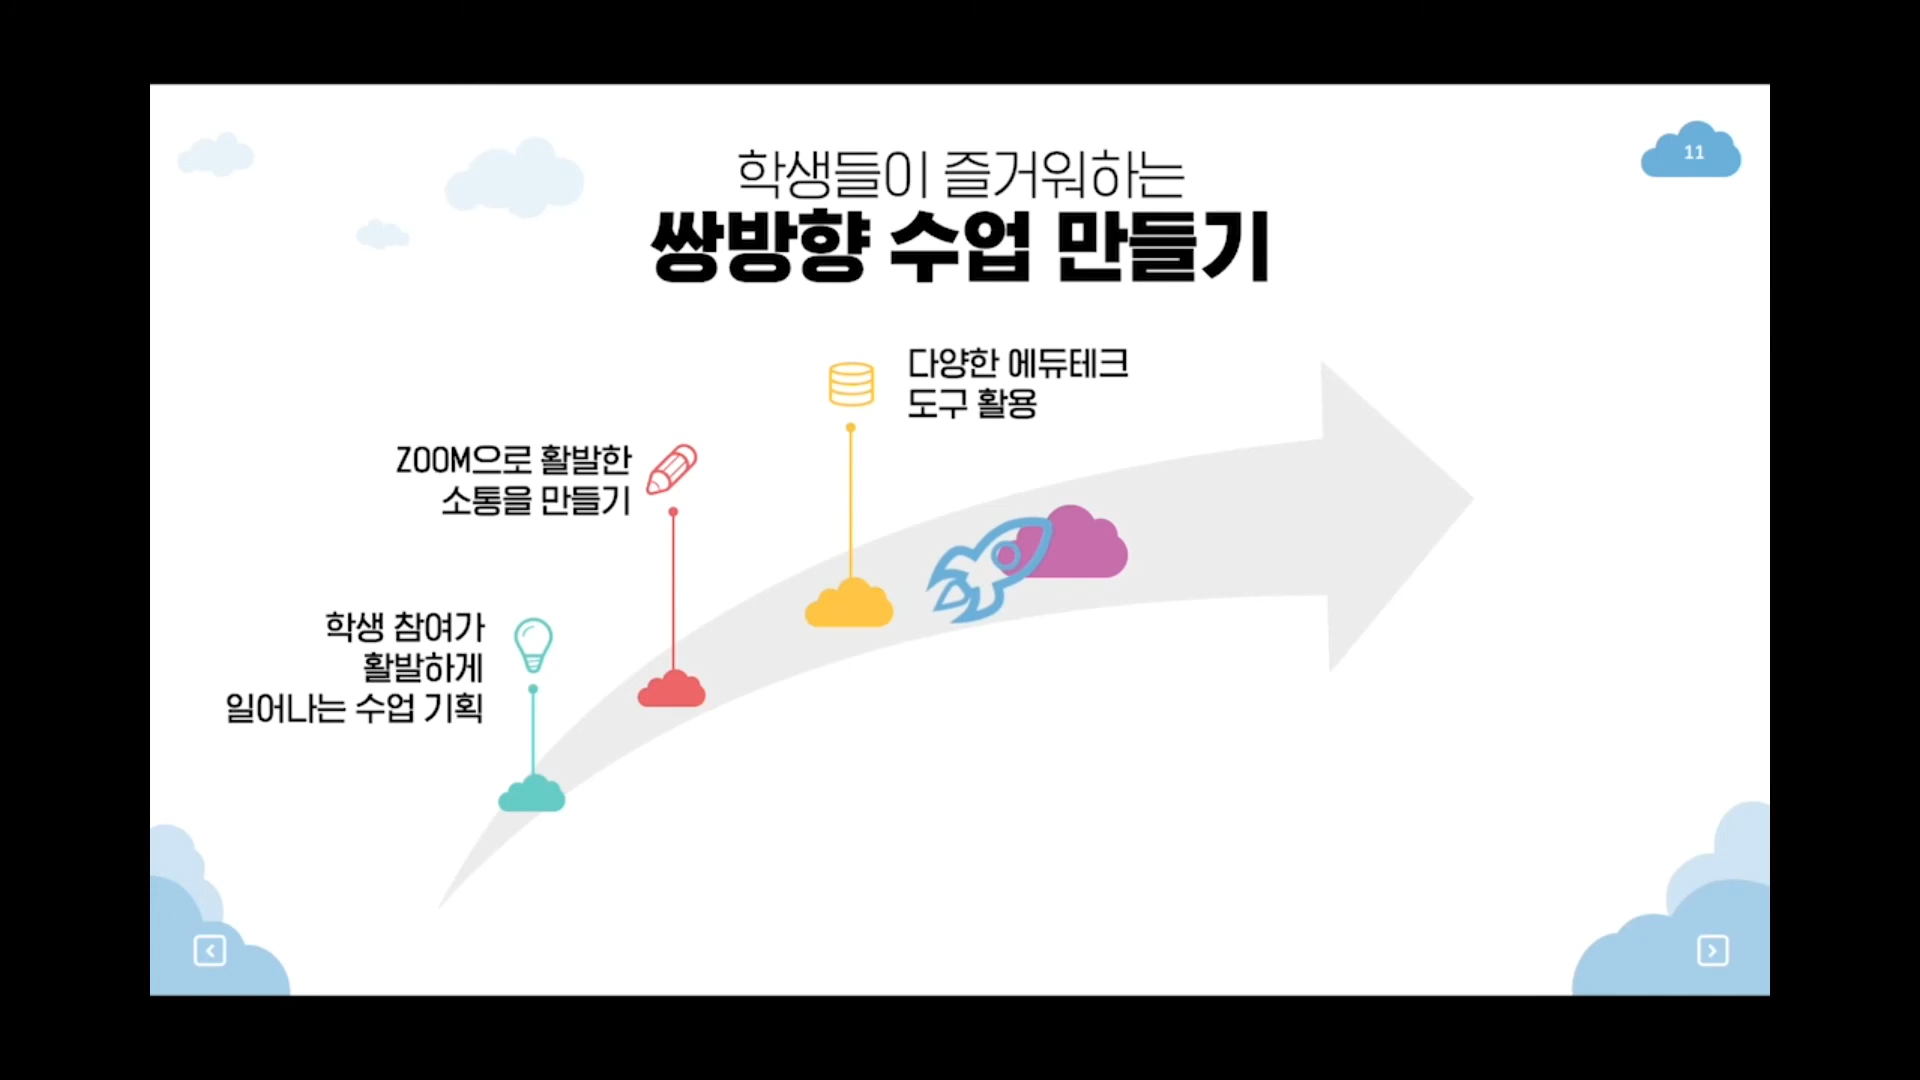 11
학생들이 즐거워하는
쌍방향 수업 만들기
다양한 에듀테크
도구 활용
ZOOM으로 활발한
소통을 만들기
학생 참여가
활발하게
일어나는 수업 기획